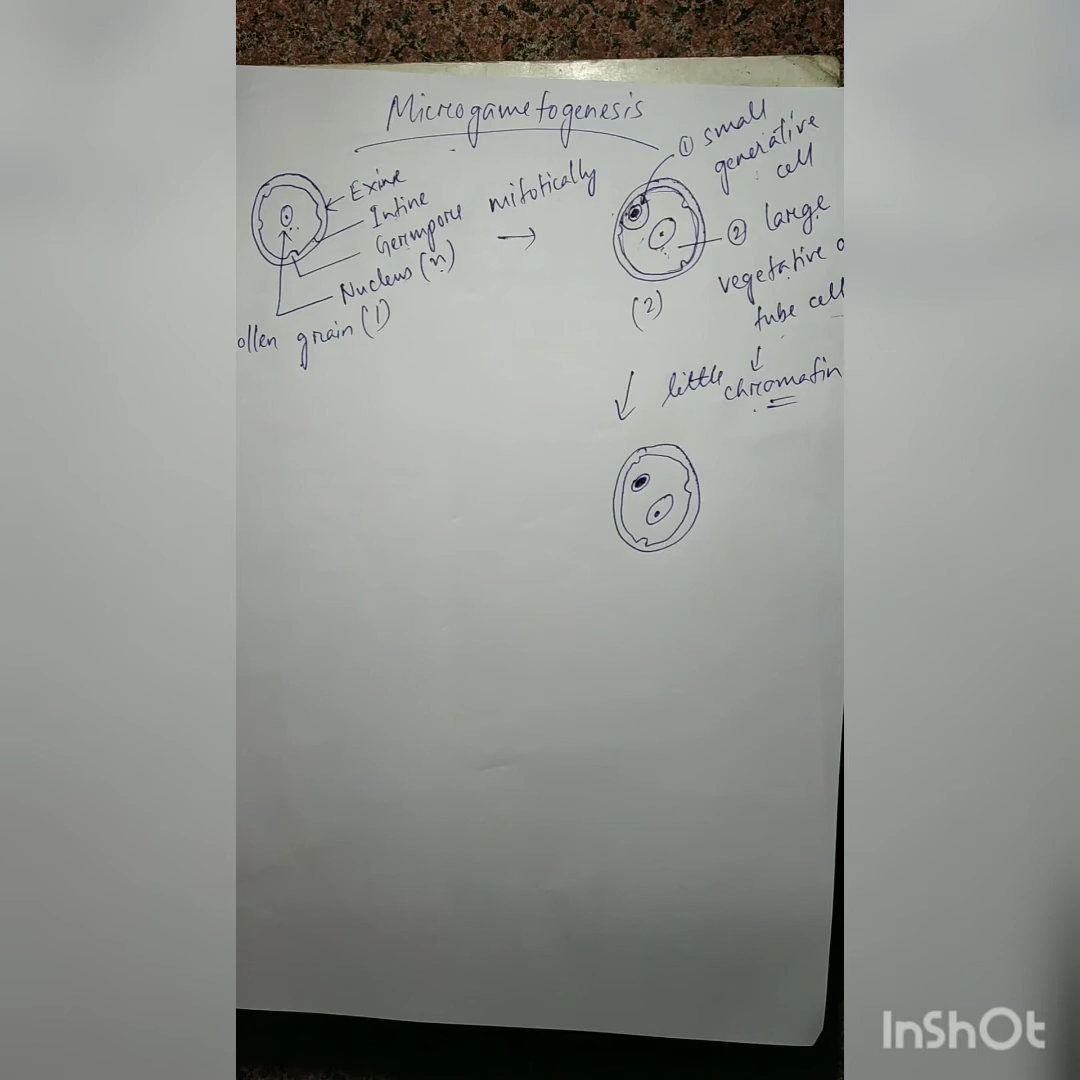 Microgametogenesis
Exine
Intine
Germpore
Nucleus (n)
ollen grain (1)
mitotically
① small
generative
cell
② large
vegetative o
tube cell
(2)
little chromatin
InShOt